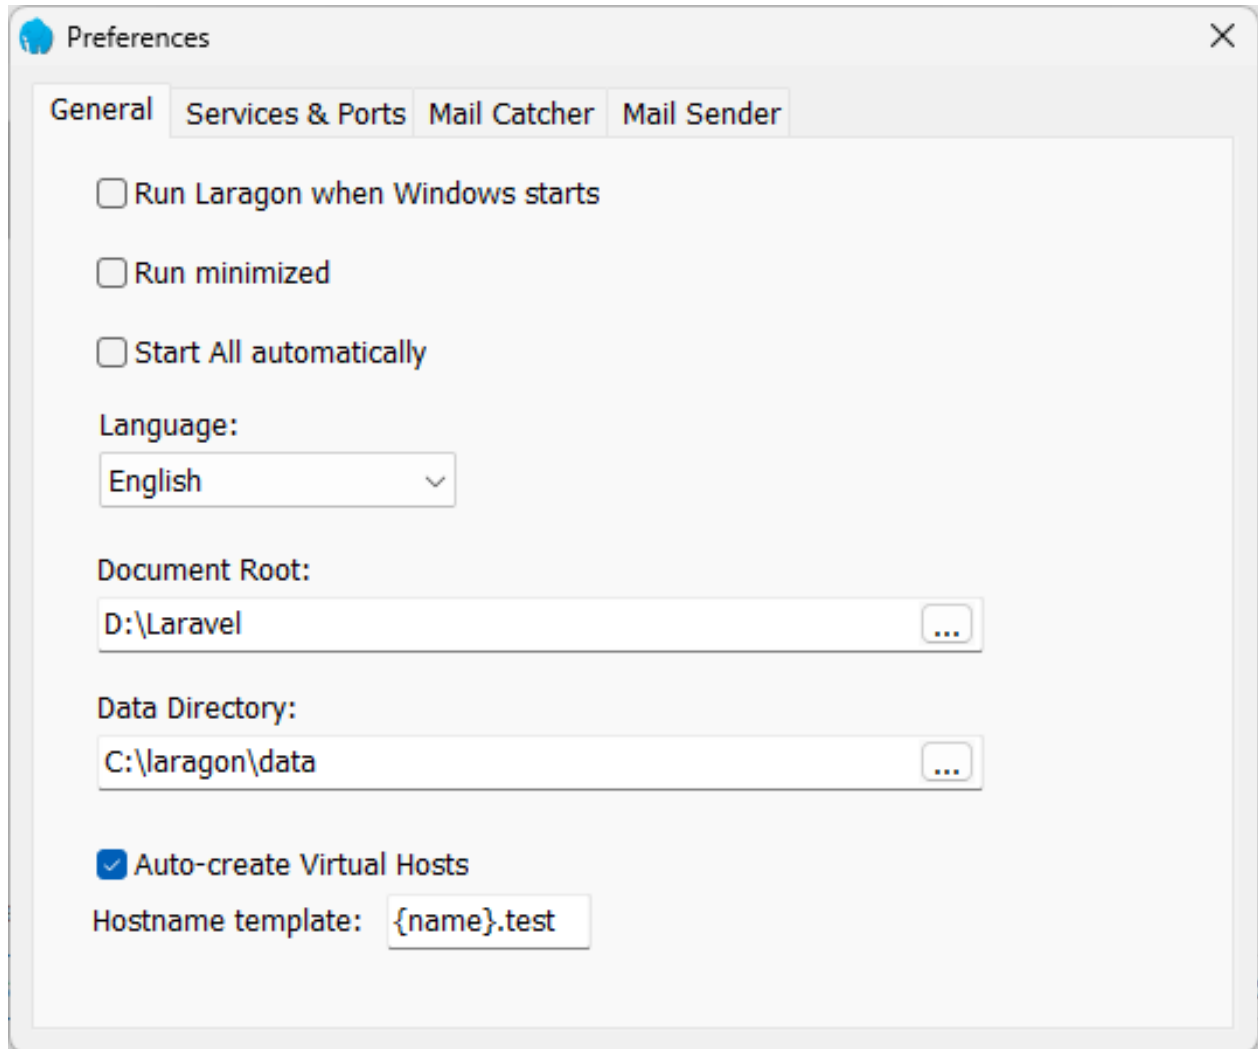 Preferences
General Services & Ports Mail Catcher Mail Sender
Run Laragon when Windows starts
Run minimized
Start All automatically
Language:
English
Document Root:
D:\Laravel ...
Data Directory:
C:\laragon\data ...
Auto-create Virtual Hosts
Hostname template: {name}.test